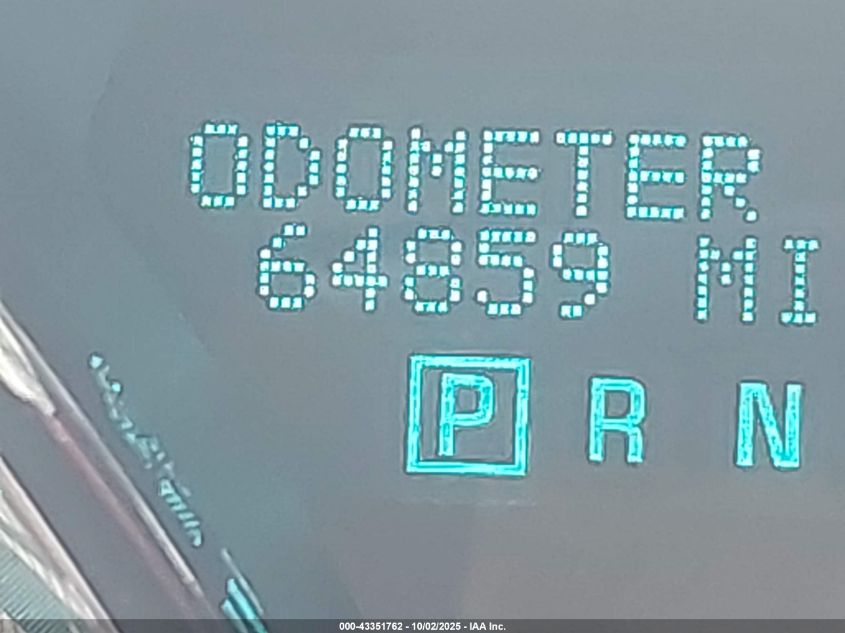 ODOMETER
64859 MI
P R N
000-43351762 - 10/02/2025 - IAA Inc.